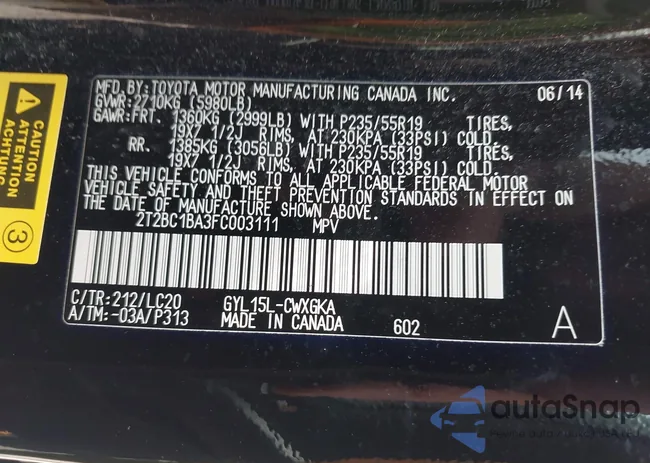 MFD.BY:TOYOTA MOTOR MANUFACTURING CANADA INC. 06/14
GVWR:2710KG (5980LB)
GAWR:FRT. 1360KG (2999LB) WITH P235/55R19 TIRES,
19X7 1/2J RIMS, AT 230KPA (33PSI) COLD.
RR. 1385KG (3056LB) WITH P235/55R19 TIRES,
19X7 1/2J RIMS, AT 230KPA (33PSI) COLD.
THIS VEHICLE CONFORMS TO ALL APPLICABLE FEDERAL MOTOR
VEHICLE SAFETY AND THEFT PREVENTION STANDARDS IN EFFECT ON
THE DATE OF MANUFACTURE SHOWN ABOVE.
2T2BC1BA3FC003111 MPV
C/TR:212/LC20 GYL15L-CWXGKA
A/TM:-03A/P313 MADE IN CANADA 602 A
CAUTION
ATTENTION
ACHTUNG
3
autaSnap